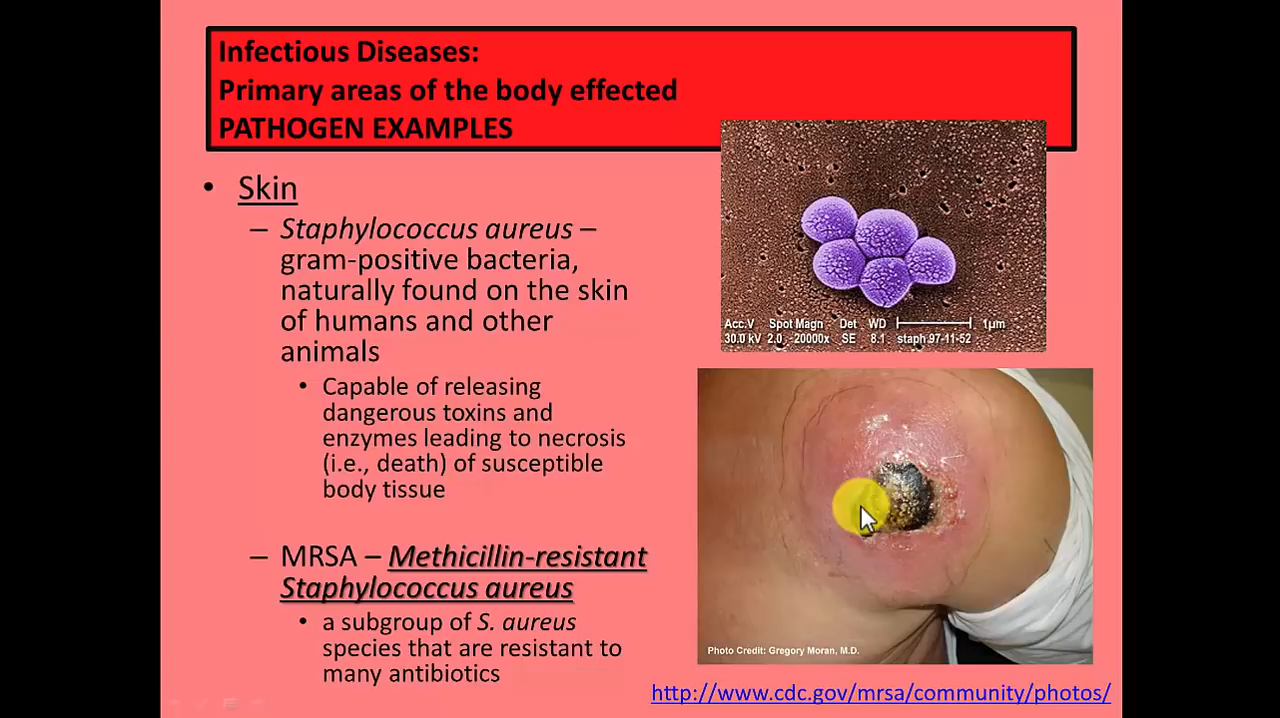 Infectious Diseases:
Primary areas of the body effected
PATHOGEN EXAMPLES
• Skin
– Staphylococcus aureus –
gram-positive bacteria,
naturally found on the skin
of humans and other
animals
• Capable of releasing
dangerous toxins and
enzymes leading to necrosis
(i.e., death) of susceptible
body tissue
– MRSA – Methicillin-resistant
Staphylococcus aureus
• a subgroup of S. aureus
species that are resistant to
many antibiotics
Acc.V Spot Magn Det WD 1µm
30.0 kV 2.0 20000x SE 8.1 staph.97-11-52
Photo Credit: Gregory Moran, M.D.
http://www.cdc.gov/mrsa/community/photos/